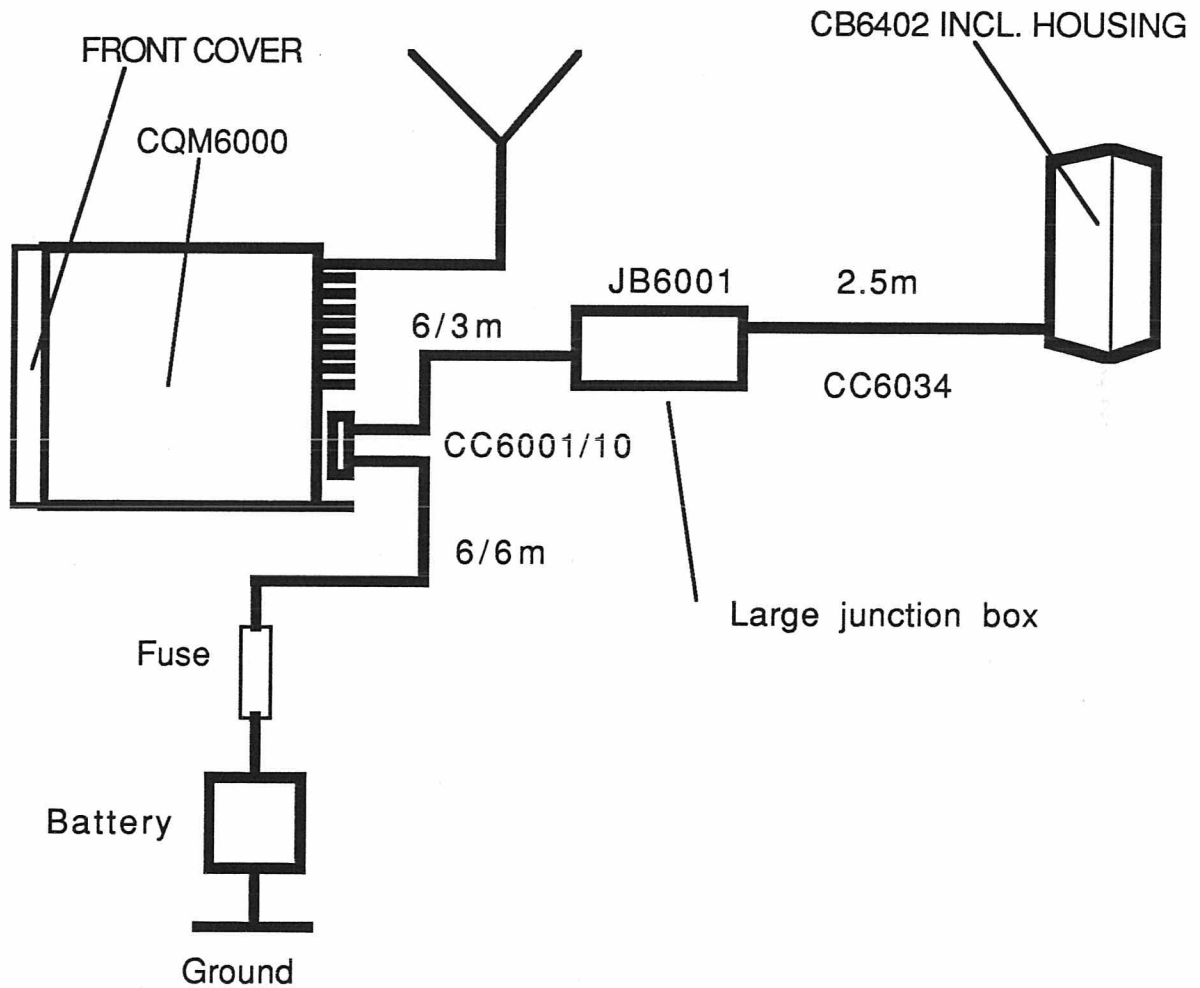 CB6402 INCL. HOUSING
FRONT COVER
CQM6000
JB6001
2.5m
6/3m
CC6034
CC6001/10
6/6m
Large junction box
Fuse
Battery
Ground